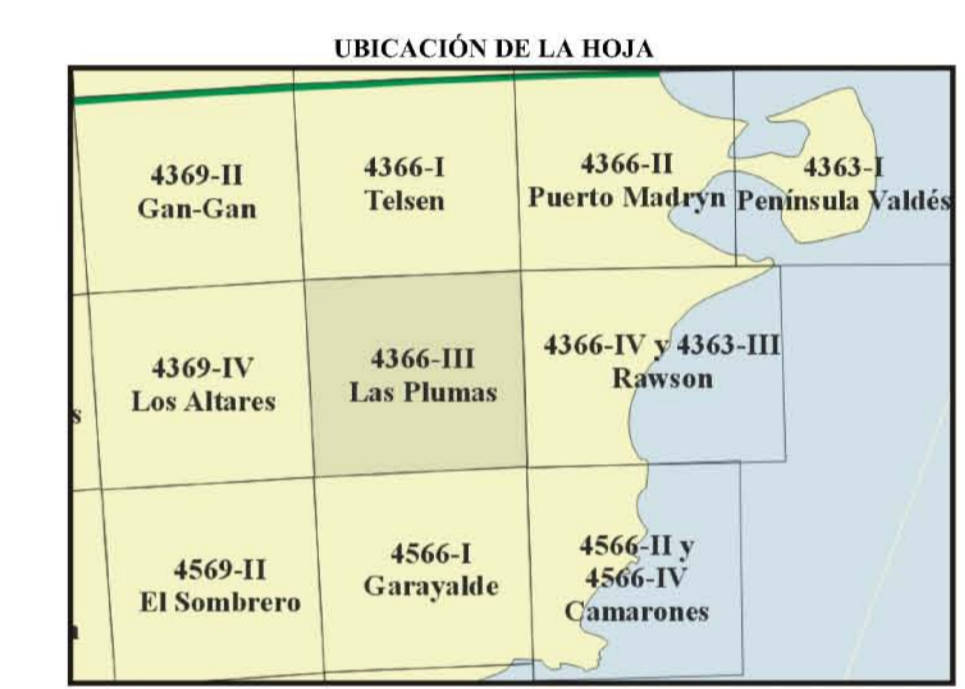 UBICACIÓN DE LA HOJA
4369-II
Gan-Gan
4366-I
Telsen
4366-II
Puerto Madryn
4363-I
Península Valdés
4369-IV
Los Altares
4366-III
Las Plumas
4366-IV y 4363-III
Rawson
s
4569-II
El Sombrero
4566-I
Garayalde
4566-II y
4566-IV
Camarones